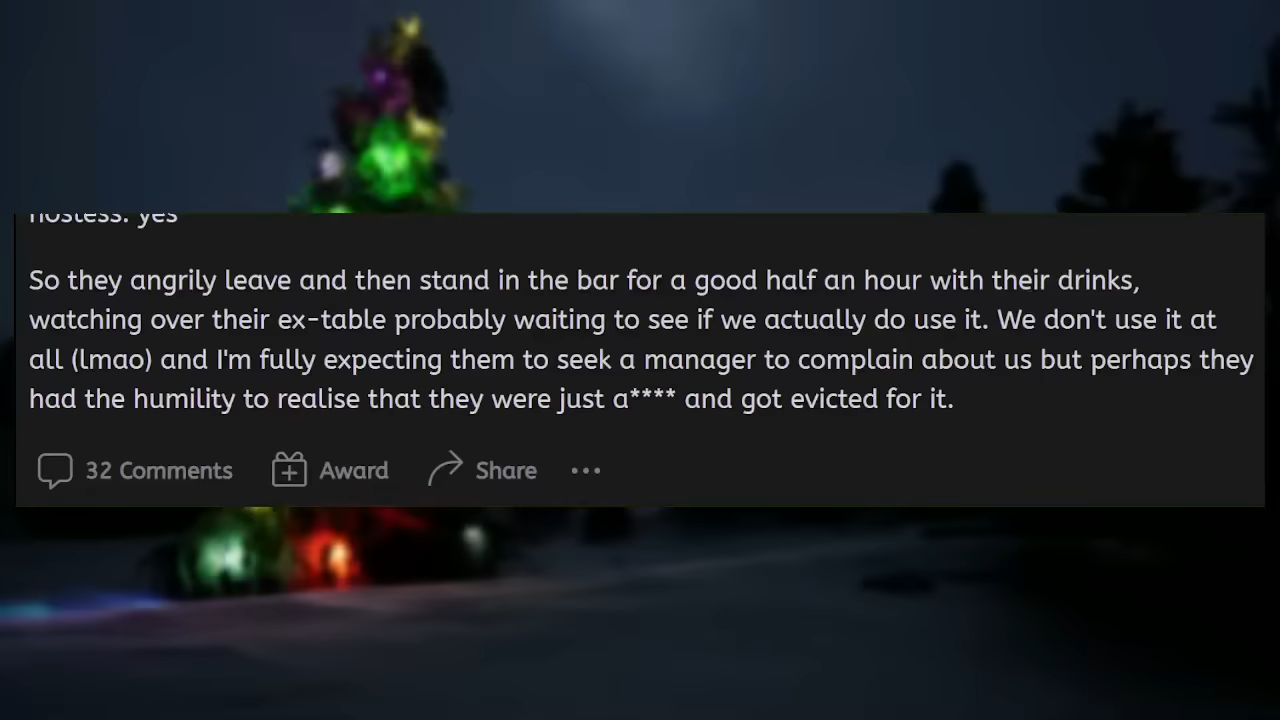 hostess: yes
So they angrily leave and then stand in the bar for a good half an hour with their drinks,
watching over their ex-table probably waiting to see if we actually do use it. We don't use it at
all (lmao) and I'm fully expecting them to seek a manager to complain about us but perhaps they
had the humility to realise that they were just a**** and got evicted for it.
32 Comments Award Share •••